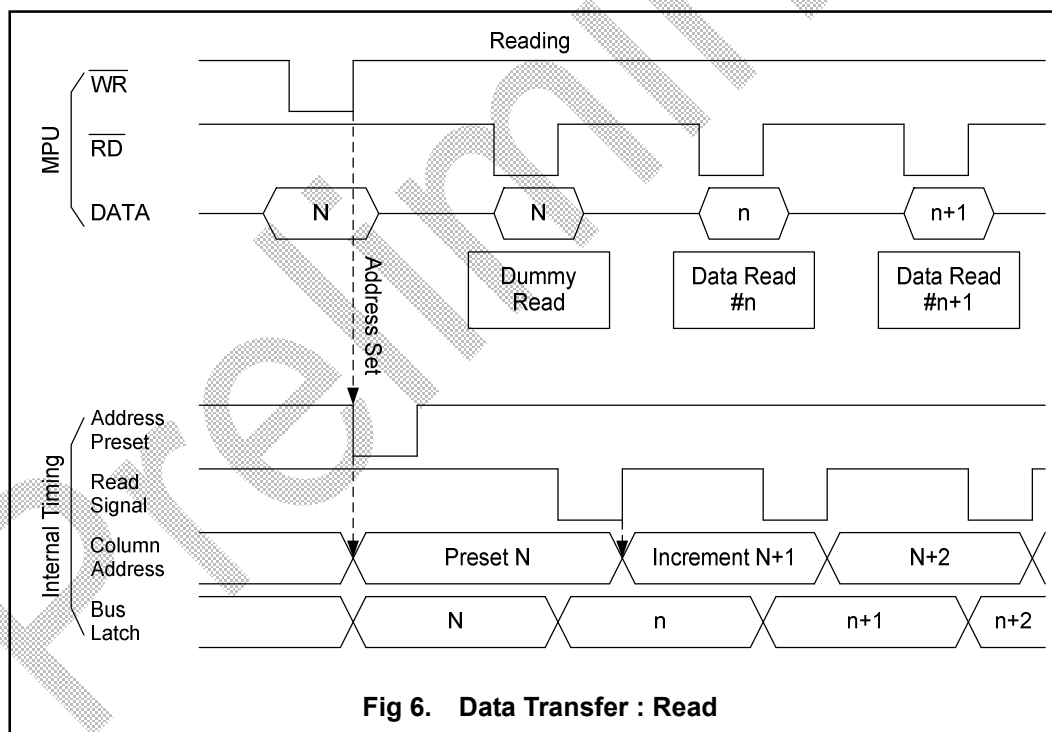 Reading
MPU
WR
RD
DATA
N
N
n
n+1
Dummy
Read
Data Read
#n
Data Read
#n+1
Address Set
Internal Timing
Address
Preset
Read
Signal
Column
Address
Preset N
Increment N+1
N+2
Bus
Latch
N
n
n+1
n+2
Fig 6. Data Transfer : Read